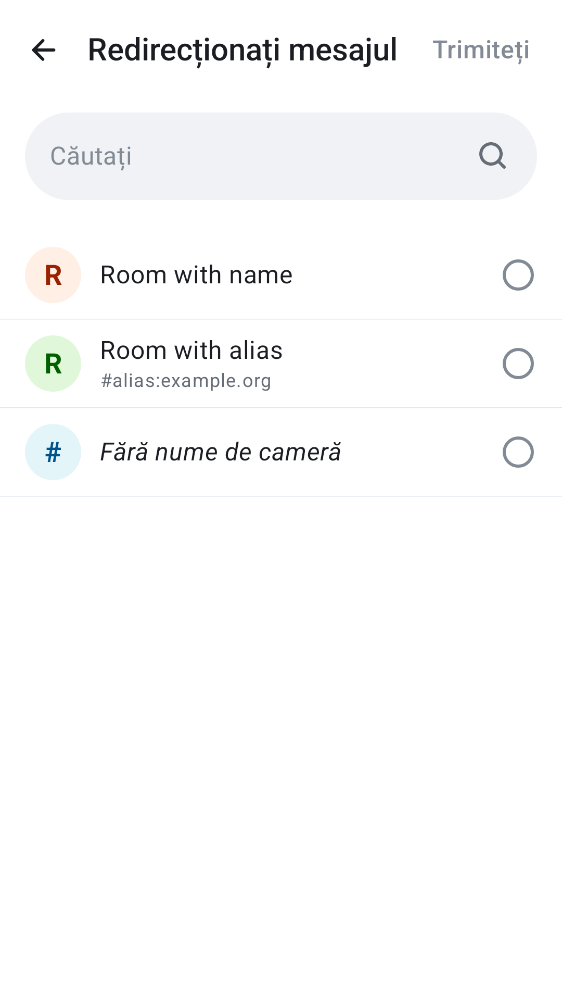 Redirecționați mesajul Trimiteți
Căutați
R Room with name
R Room with alias
#alias:example.org
# Fără nume de cameră